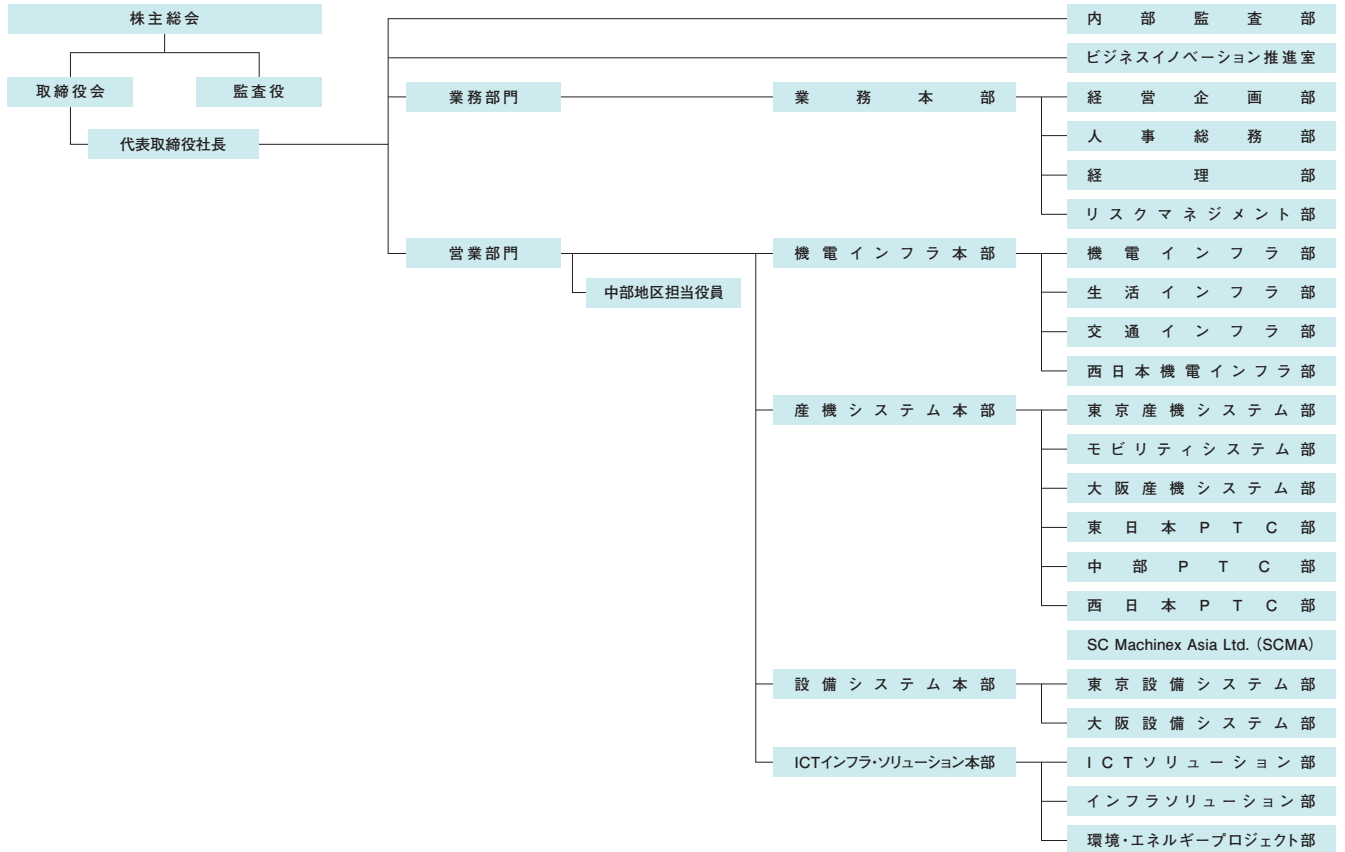 株主総会
取締役会
監査役
代表取締役社長
内部監査部
ビジネスイノベーション推進室
業務部門
業務本部
経営企画部
人事総務部
経理部
リスクマネジメント部
営業部門
中部地区担当役員
機電インフラ本部
機電インフラ部
生活インフラ部
交通インフラ部
西日本機電インフラ部
産機システム本部
東京産機システム部
モビリティシステム部
大阪産機システム部
東日本PTC部
中部PTC部
西日本PTC部
SC Machinex Asia Ltd.（SCMA）
設備システム本部
東京設備システム部
大阪設備システム部
ICTインフラ・ソリューション本部
ICTソリューション部
インフラソリューション部
環境・エネルギープロジェクト部